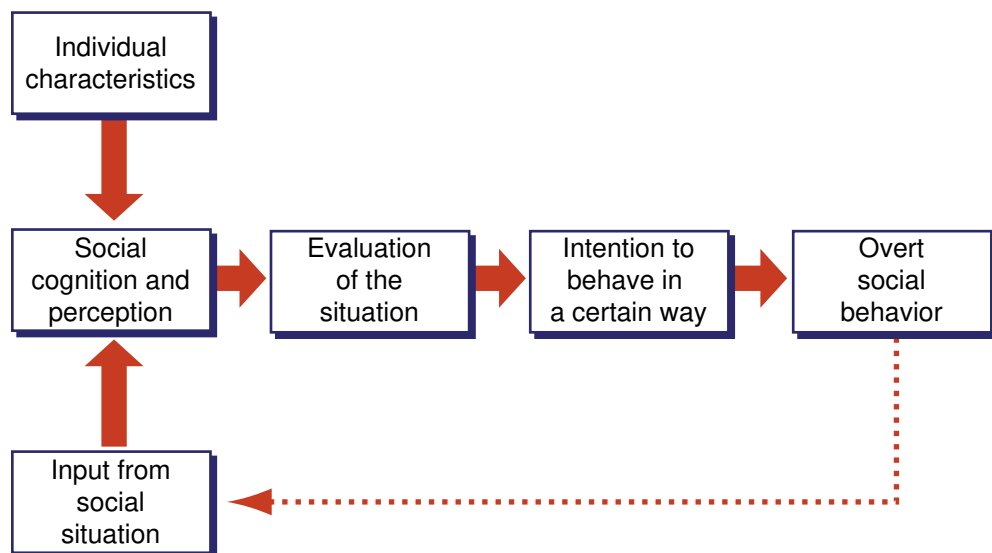 Individual
characteristics
Social
cognition and
perception
Evaluation
of the
situation
Intention to
behave in
a certain way
Overt
social
behavior
Input from
social
situation